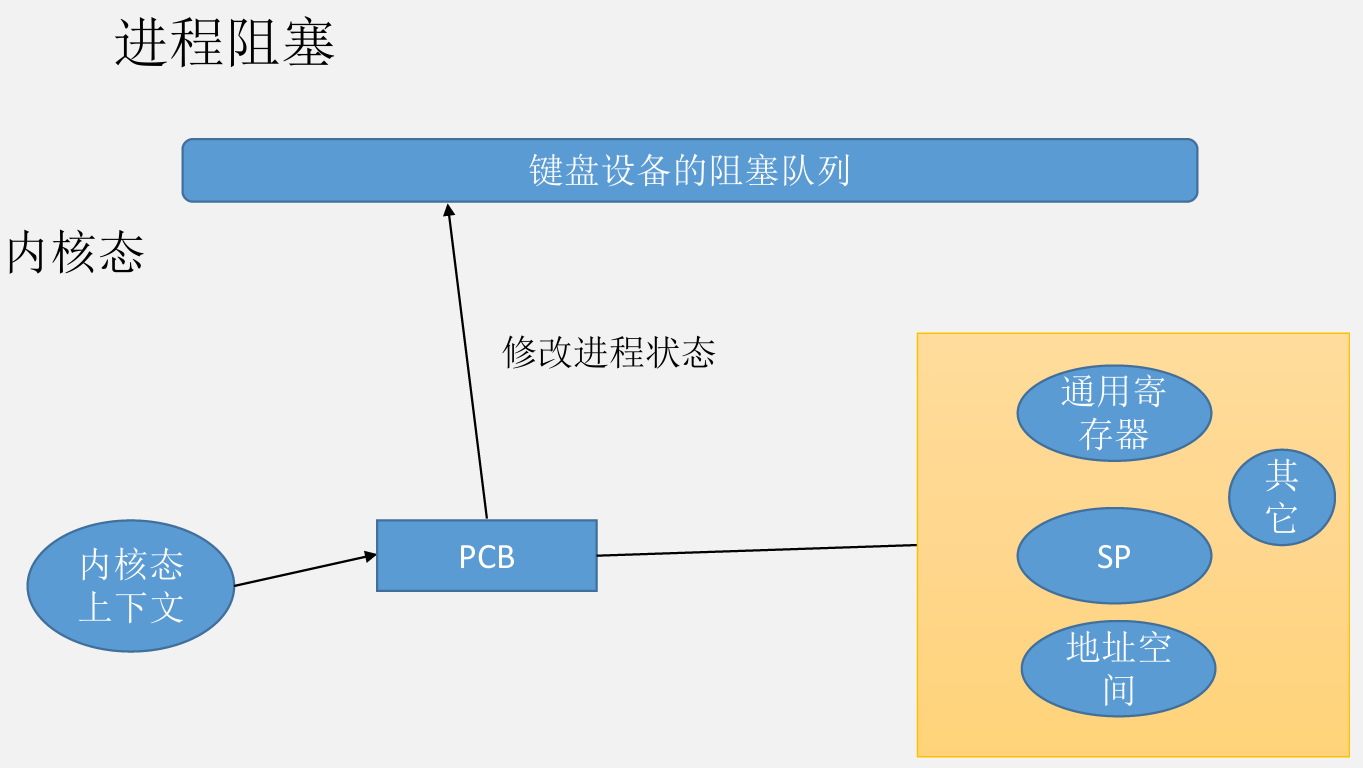 进程阻塞
键盘设备的阻塞队列
内核态
修改进程状态
通用寄
存器
其
它
内核态
上下文
PCB
SP
地址空
间